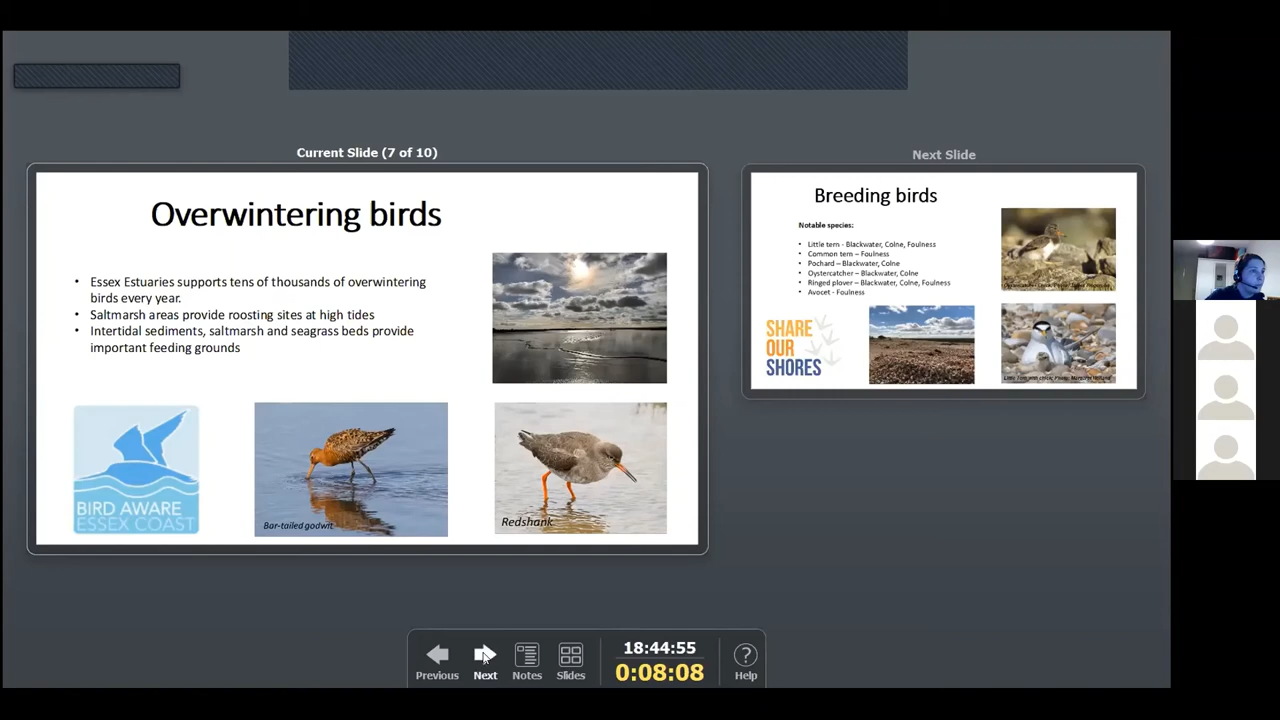 Current Slide (7 of 10)
Overwintering birds
• Essex Estuaries supports tens of thousands of overwintering
birds every year.
• Saltmarsh areas provide roosting sites at high tides
• Intertidal sediments, saltmarsh and seagrass beds provide
important feeding grounds
BIRD AWARE
ESSEX COAST
Bar-tailed godwit
Redshank
Next Slide
Breeding birds
Notable species:
• Little tern - Blackwater, Colne, Foulness
• Common tern – Foulness
• Pochard – Blackwater, Colne
• Oystercatcher – Blackwater, Colne
• Ringed plover – Blackwater, Colne, Foulness
• Avocet - Foulness
SHARE
OUR
SHORES
Previous
Next
Notes
Slides
18:44:55
0:08:08
?
Help